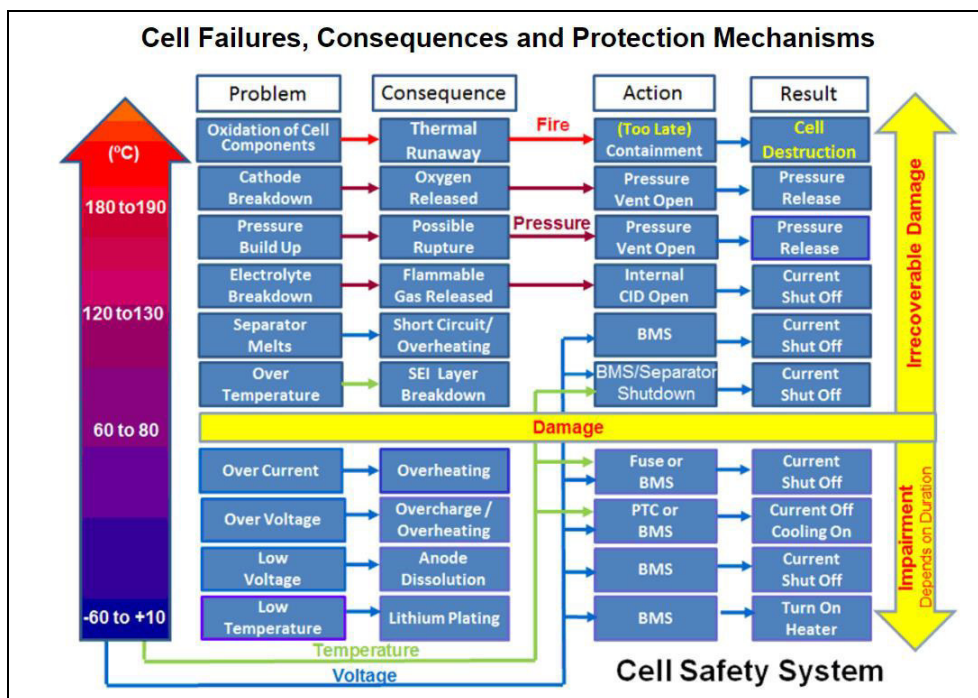 Cell Failures, Consequences and Protection Mechanisms
Problem
Consequence
Action
Result
(ºC)
180 to190
120 to130
60 to 80
-60 to +10
Oxidation of Cell
Components
Thermal
Runaway
Fire
(Too Late)
Containment
Cell
Destruction
Cathode
Breakdown
Oxygen
Released
Pressure
Vent Open
Pressure
Release
Pressure
Build Up
Possible
Rupture
Pressure
Pressure
Vent Open
Pressure
Release
Electrolyte
Breakdown
Flammable
Gas Released
Internal
CID Open
Current
Shut Off
Separator
Melts
Short Circuit/
Overheating
BMS
Current
Shut Off
Over
Temperature
SEI Layer
Breakdown
BMS/Separator
Shutdown
Current
Shut Off
Damage
Over Current
Overheating
Fuse or
BMS
Current
Shut Off
Over Voltage
Overcharge /
Overheating
PTC or
BMS
Current Off
Cooling On
Low
Voltage
Anode
Dissolution
BMS
Current
Shut Off
Low
Temperature
Lithium Plating
BMS
Turn On
Heater
Irrecoverable Damage
Impairment
Depends on Duration
Temperature
Voltage
Cell Safety System